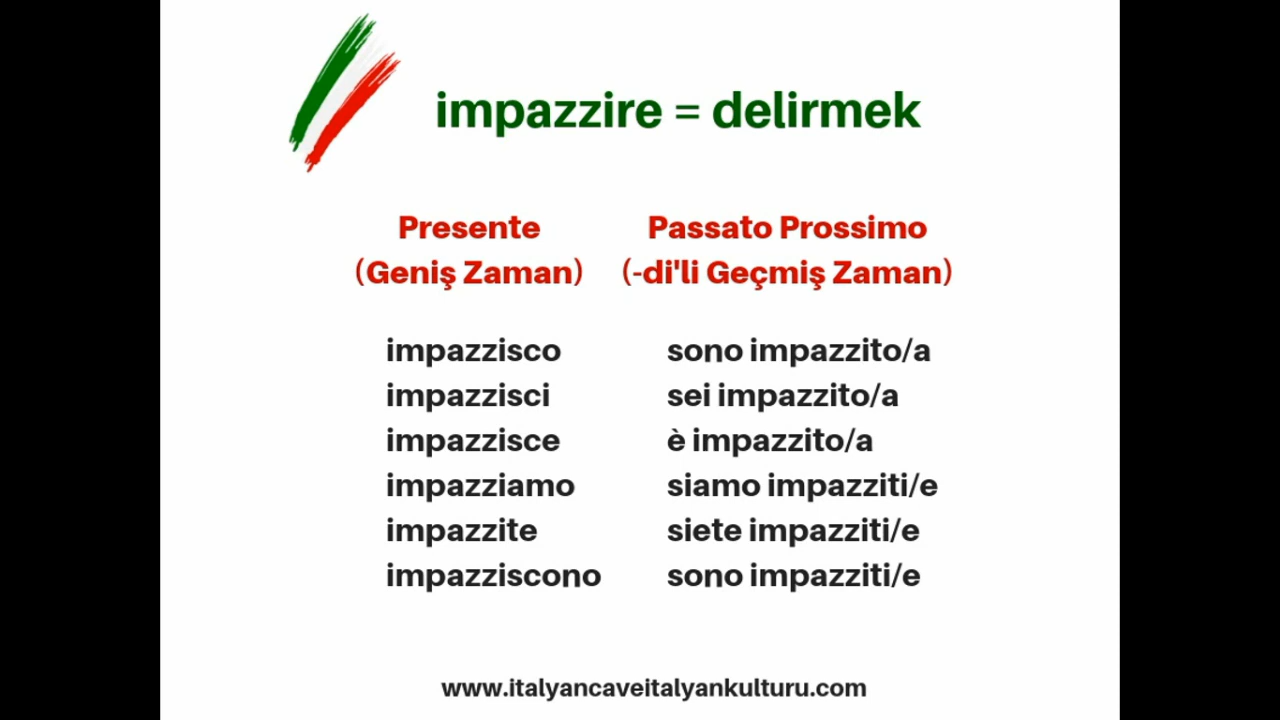 impazzire = delirmek
Presente Passato Prossimo
(Geniş Zaman) (-di'li Geçmiş Zaman)
impazzisco sono impazzito/a
impazzisci sei impazzito/a
impazzisce è impazzito/a
impazziamo siamo impazziti/e
impazzite siete impazziti/e
impazziscono sono impazziti/e
www.italyancaveitalyankulturu.com